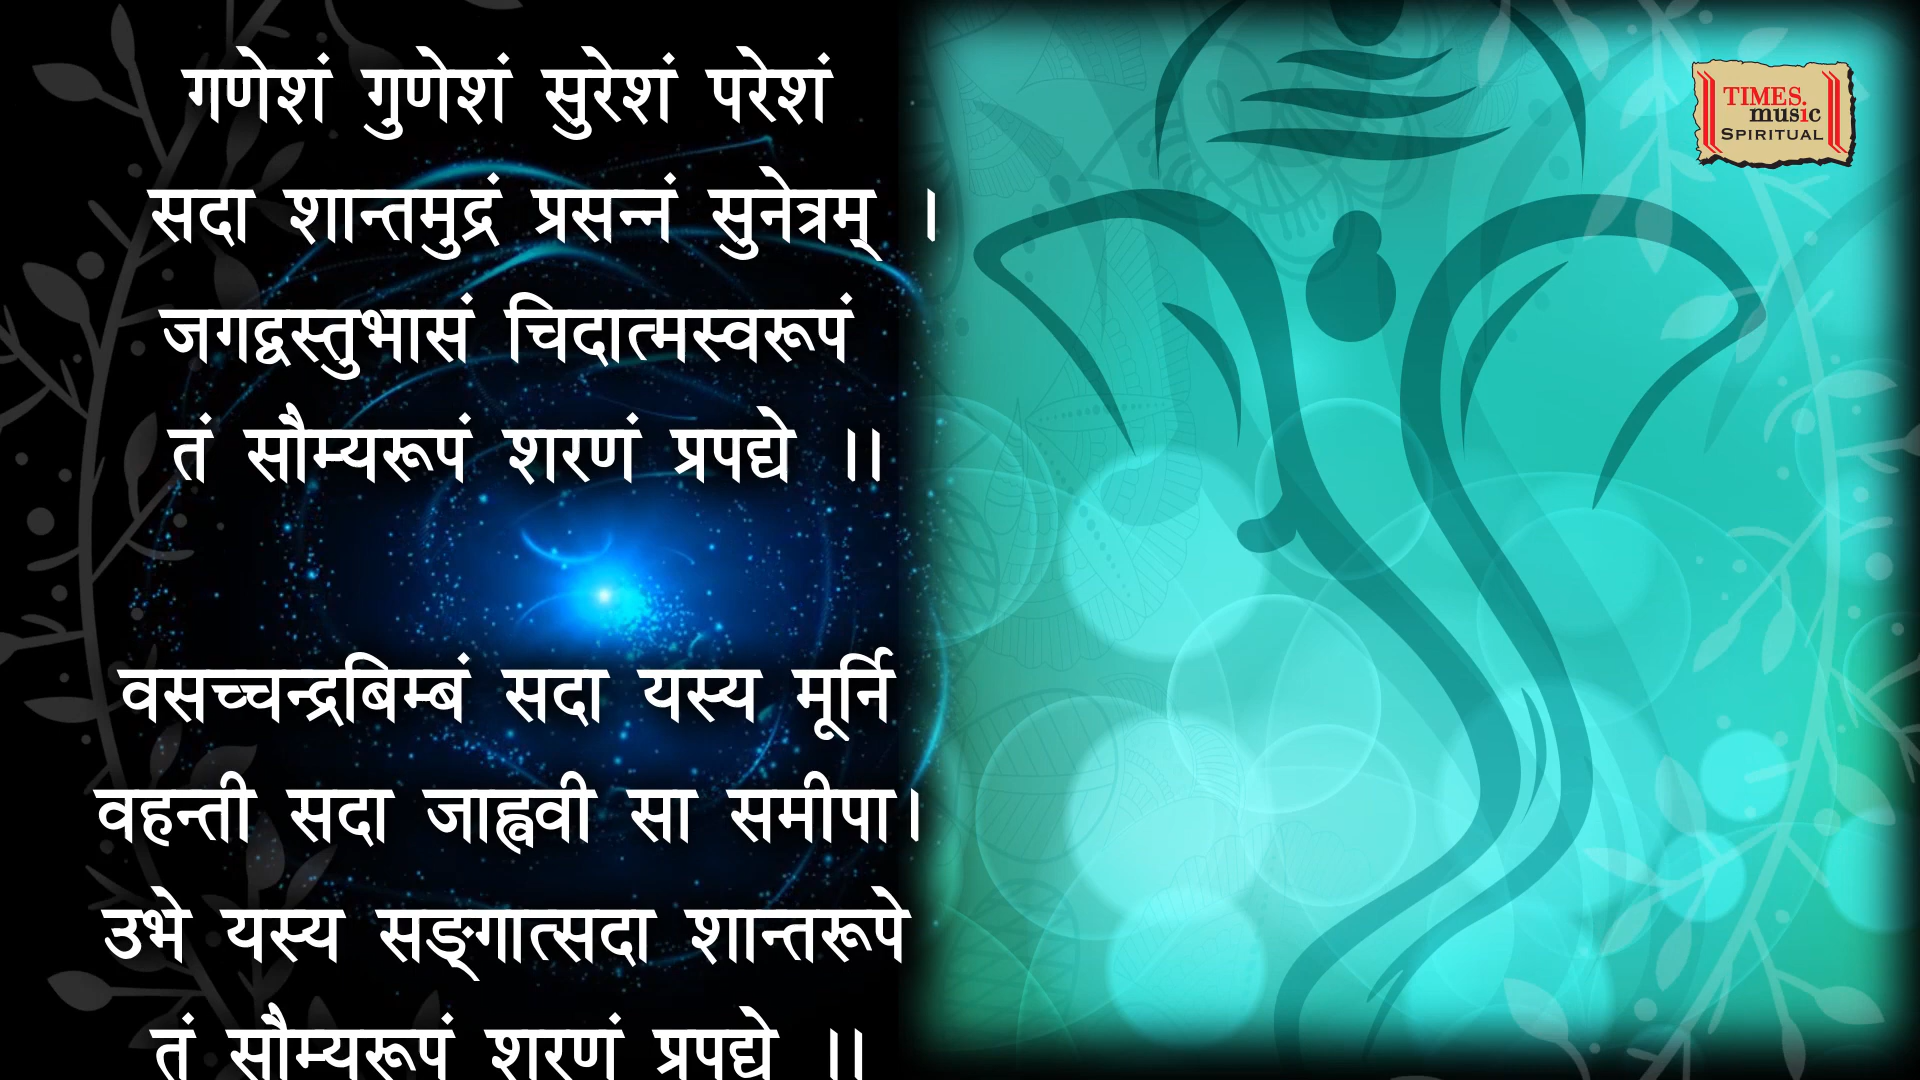 गणेशं गुणेशं सुरेशं परेशं
सदा शान्तमुद्रं प्रसन्नं सुनेत्रम् ।
जगद्वस्तुभासं चिदात्मस्वरूपं
तं सौम्यरूपं शरणं प्रपद्ये ।।
वसच्चन्द्रबिम्बं सदा यस्य मूर्नि
वहन्ती सदा जाह्नवी सा समीपा।
उभे यस्य सङ्गात्सदा शान्तरूपे
तं सौम्यरूपं शरणं प्रपद्ये ।।
TIMES.
music
SPIRITUAL